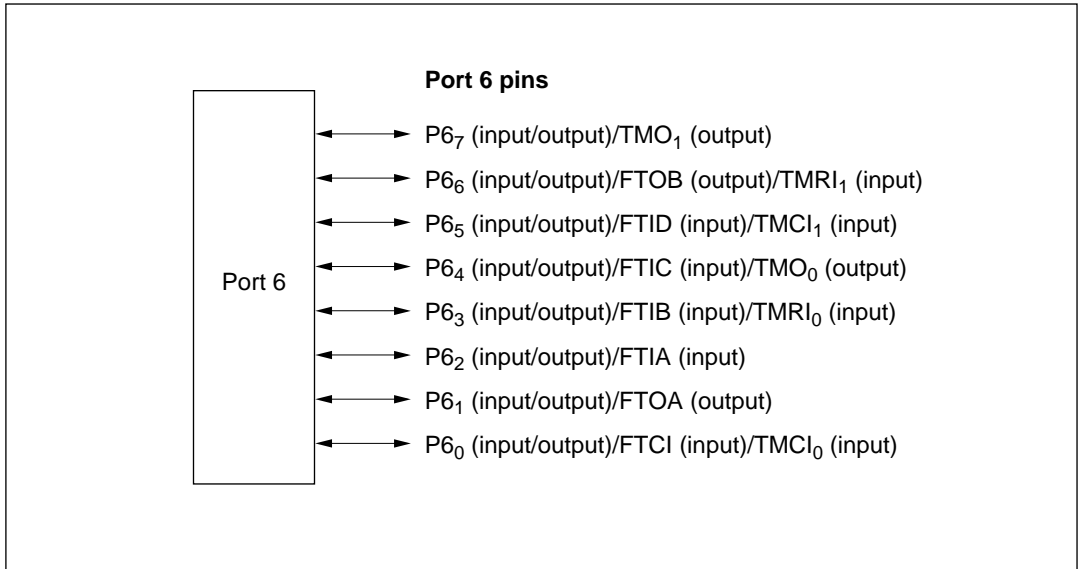 Port 6 pins
P6₇ (input/output)/TMO₁ (output)
P6₆ (input/output)/FTOB (output)/TMRI₁ (input)
P6₅ (input/output)/FTID (input)/TMCI₁ (input)
P6₄ (input/output)/FTIC (input)/TMO₀ (output)
Port 6
P6₃ (input/output)/FTIB (input)/TMRI₀ (input)
P6₂ (input/output)/FTIA (input)
P6₁ (input/output)/FTOA (output)
P6₀ (input/output)/FTCI (input)/TMCI₀ (input)